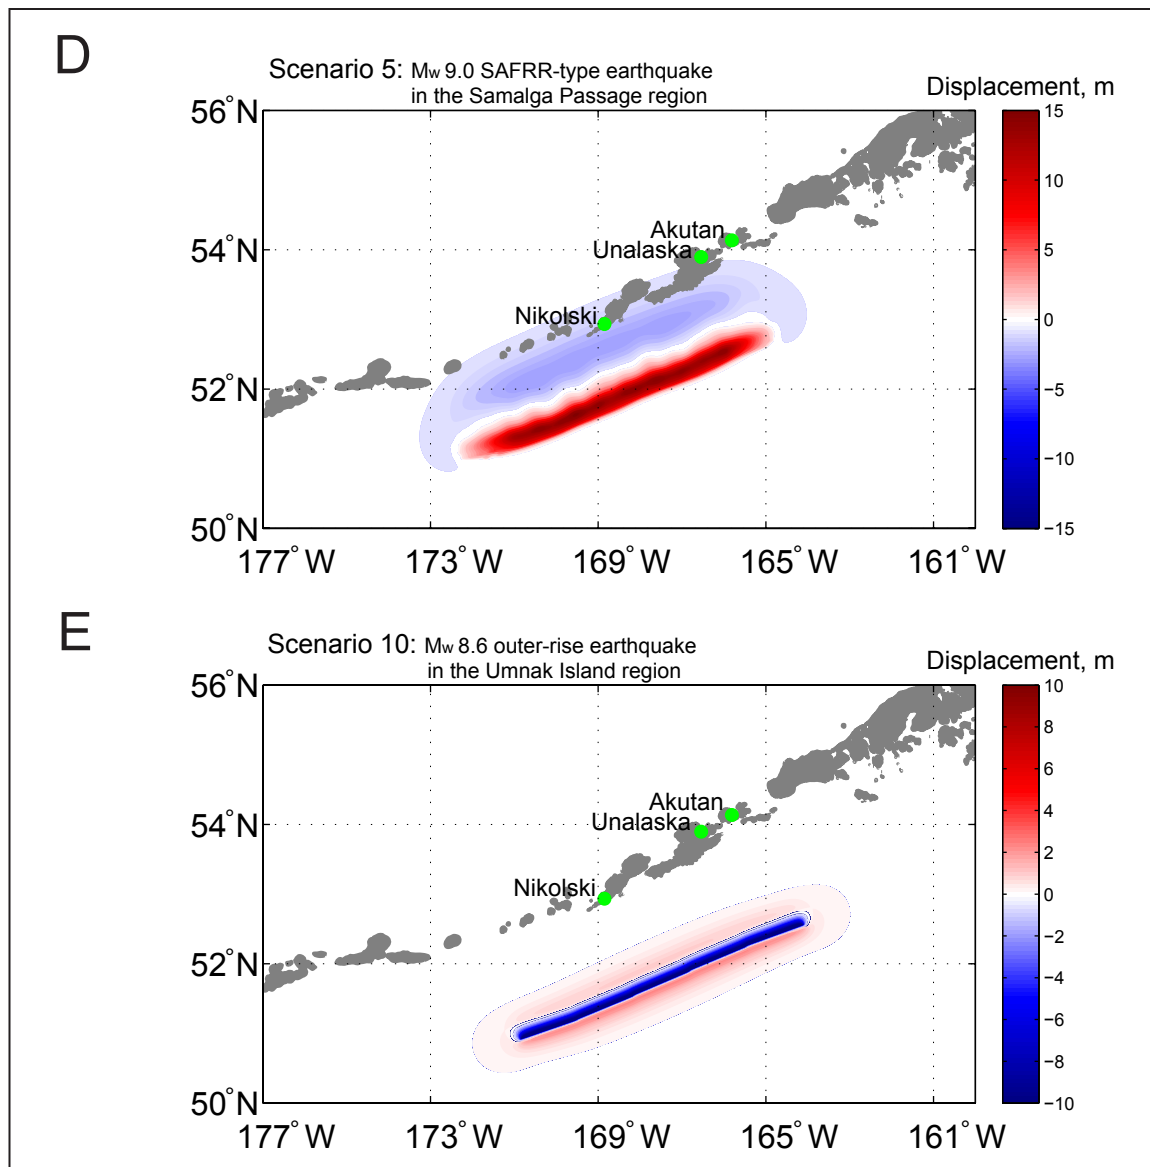 D
Scenario 5: Mw 9.0 SAFRR-type earthquake
in the Samalga Passage region
Displacement, m
56°N
54°N
52°N
50°N
177°W
173°W
169°W
165°W
161°W
Akutan
Unalaska
Nikolski
15
10
5
0
−5
−10
−15
E
Scenario 10: Mw 8.6 outer-rise earthquake
in the Umnak Island region
Displacement, m
56°N
54°N
52°N
50°N
177°W
173°W
169°W
165°W
161°W
Akutan
Unalaska
Nikolski
10
8
6
4
2
0
−2
−4
−6
−8
−10